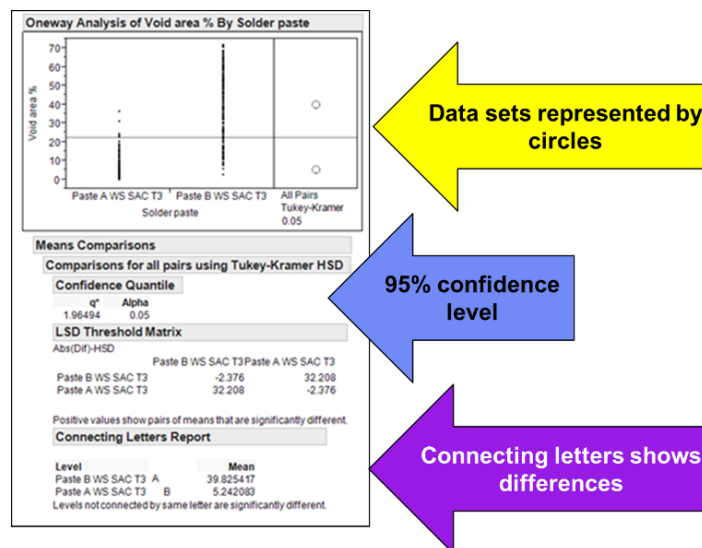 Oneway Analysis of Void area % By Solder paste
70
60
50
40
30
20
10
0
Void area %
Paste A WS SAC T3
Paste B WS SAC T3
Solder paste
All Pairs
Tukey-Kramer
0.05
Data sets represented by
circles
Means Comparisons
Comparisons for all pairs using Tukey-Kramer HSD
Confidence Quantile
q* Alpha
1.96494 0.05
95% confidence
level
LSD Threshold Matrix
Abs(Dif)-HSD
Paste B WS SAC T3 Paste A WS SAC T3
Paste B WS SAC T3 -2.376 32.208
Paste A WS SAC T3 32.208 -2.376
Positive values show pairs of means that are significantly different.
Connecting Letters Report
Level Mean
Paste B WS SAC T3 A 39.825417
Paste A WS SAC T3 B 5.242083
Levels not connected by same letter are significantly different.
Connecting letters shows
differences